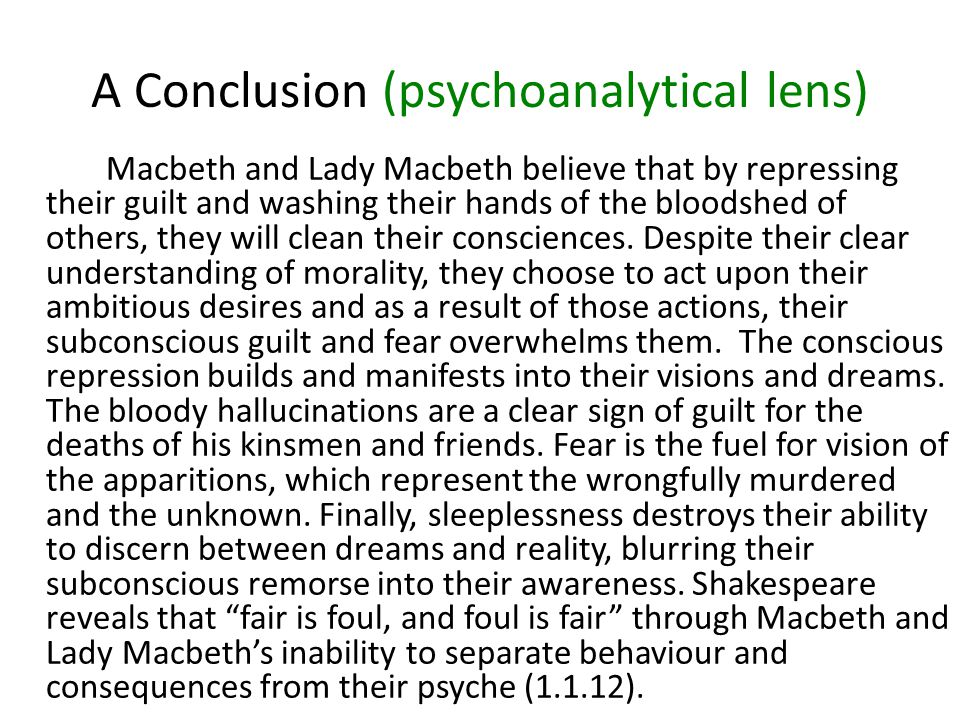 A Conclusion (psychoanalytical lens)
Macbeth and Lady Macbeth believe that by repressing
their guilt and washing their hands of the bloodshed of
others, they will clean their consciences. Despite their clear
understanding of morality, they choose to act upon their
ambitious desires and as a result of those actions, their
subconscious guilt and fear overwhelms them.  The conscious
repression builds and manifests into their visions and dreams.
The bloody hallucinations are a clear sign of guilt for the
deaths of his kinsmen and friends. Fear is the fuel for vision of
the apparitions, which represent the wrongfully murdered
and the unknown. Finally, sleeplessness destroys their ability
to discern between dreams and reality, blurring their
subconscious remorse into their awareness. Shakespeare
reveals that “fair is foul, and foul is fair” through Macbeth and
Lady Macbeth’s inability to separate behaviour and
consequences from their psyche (1.1.12).